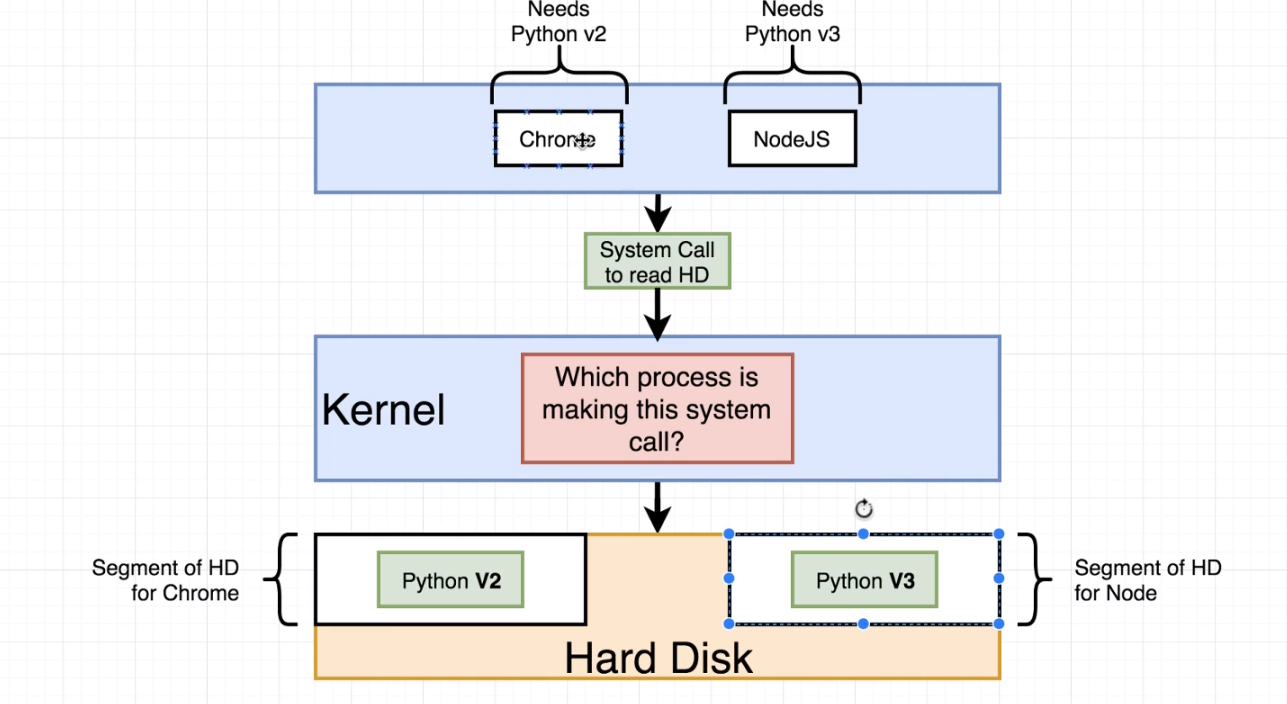 Needs
Python v2
Needs
Python v3
Chrome
NodeJS
System Call
to read HD
Kernel
Which process is
making this system
call?
Segment of HD
for Chrome
Python V2
Python V3
Segment of HD
for Node
Hard Disk